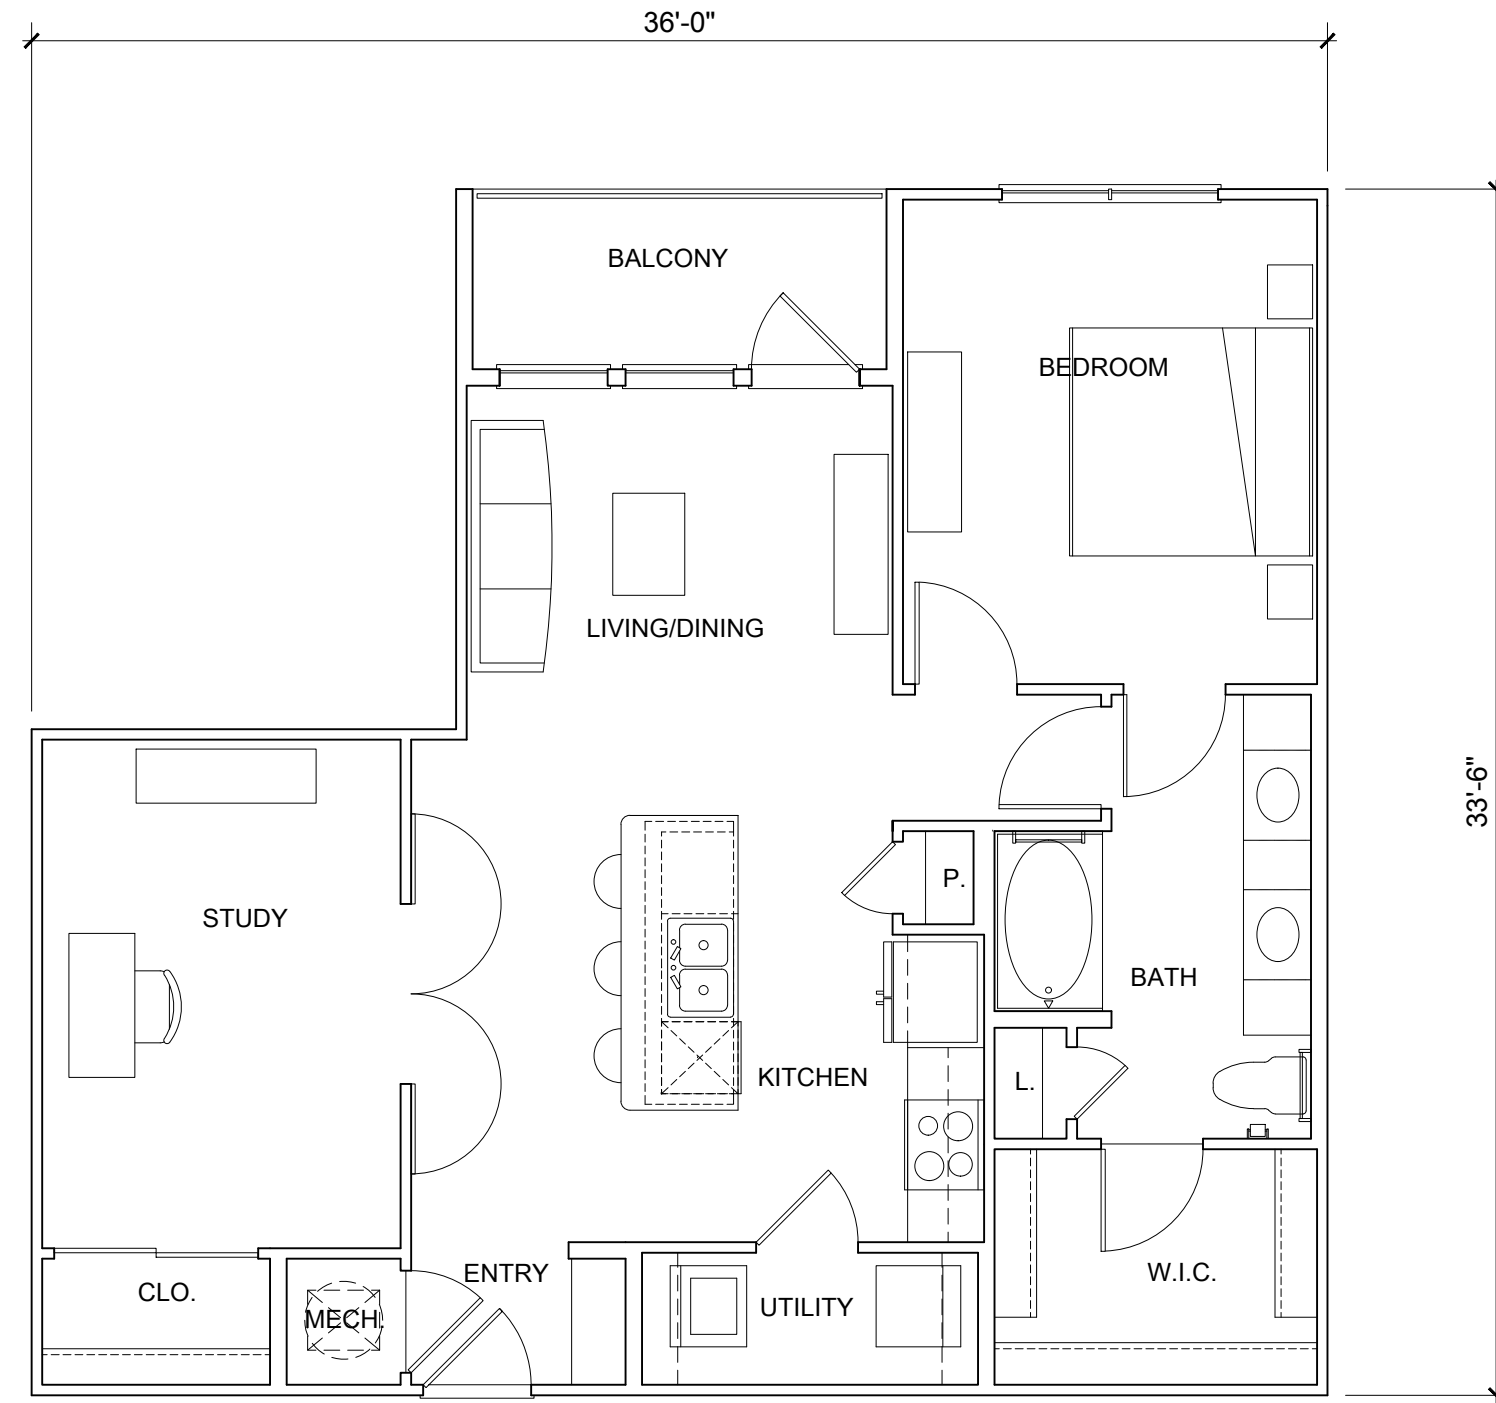 36'-0"
BALCONY
BEDROOM
LIVING/DINING
33'-6"
P.
STUDY
BATH
KITCHEN
L.
ENTRY
W.I.C.
CLO.
UTILITY
MECH.